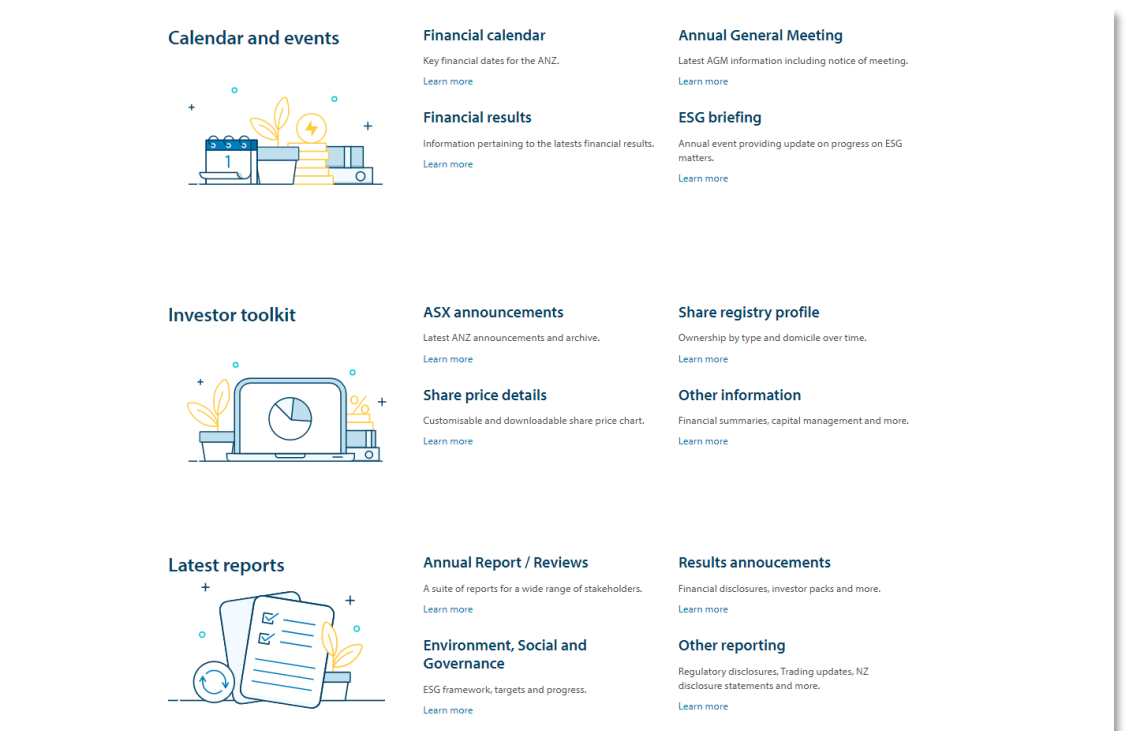 Calendar and events
Financial calendar
Key financial dates for the ANZ.
Learn more
Annual General Meeting
Latest AGM information including notice of meeting.
Learn more
Financial results
Information pertaining to the latests financial results.
Learn more
ESG briefing
Annual event providing update on progress on ESG
matters.
Learn more
1
Investor toolkit
ASX announcements
Latest ANZ announcements and archive.
Learn more
Share registry profile
Ownership by type and domicile over time.
Learn more
Share price details
Customisable and downloadable share price chart.
Learn more
Other information
Financial summaries, capital management and more.
Learn more
%
Latest reports
Annual Report / Reviews
A suite of reports for a wide range of stakeholders.
Learn more
Results annoucements
Financial disclosures, investor packs and more.
Learn more
Environment, Social and
Governance
ESG framework, targets and progress.
Learn more
Other reporting
Regulatory disclosures, Trading updates, NZ
disclosure statements and more.
Learn more